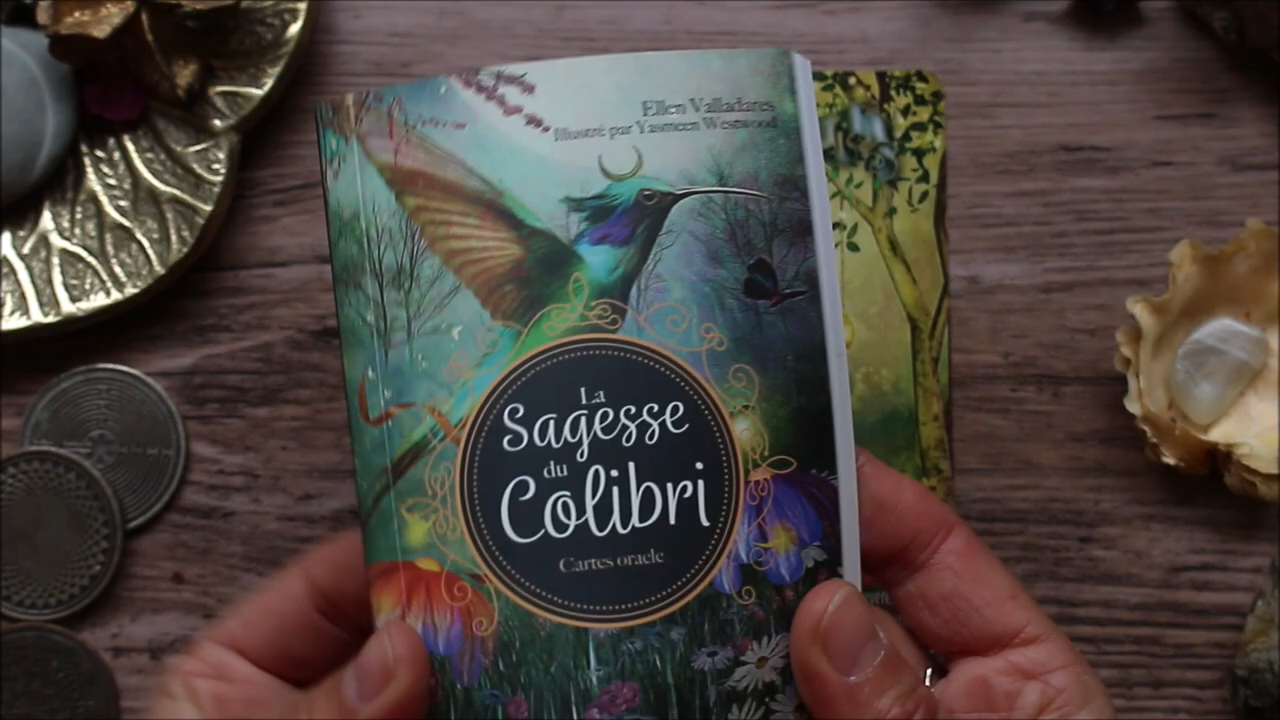 Ellen Valladares
Illustré par Yasmeen Westwood
La
Sagesse
du
Colibri
Cartes oracle